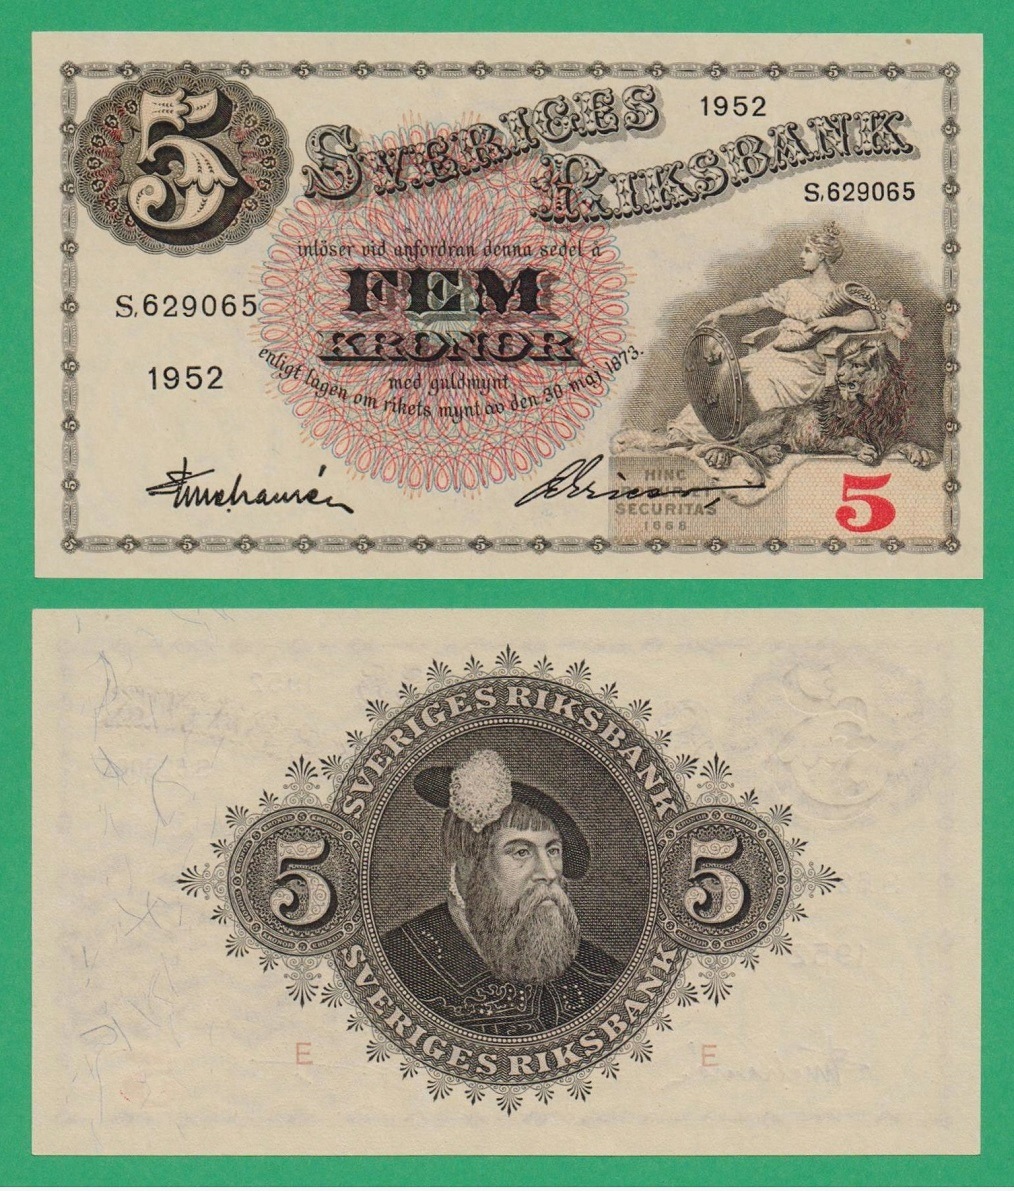 5
SVERIGES
1952
RIKSBANK
S,629065
inlöser vid anfordran denna sedel å
S,629065
FEM
KRONOR
1952
med guldmynt
enligt lagen om rikets mynt av den 30 maj 1873.
HINC
SECURITAS
1668
5
SVERIGES RIKSBANK
5
5
SVERIGES RIKSBANK
E
E